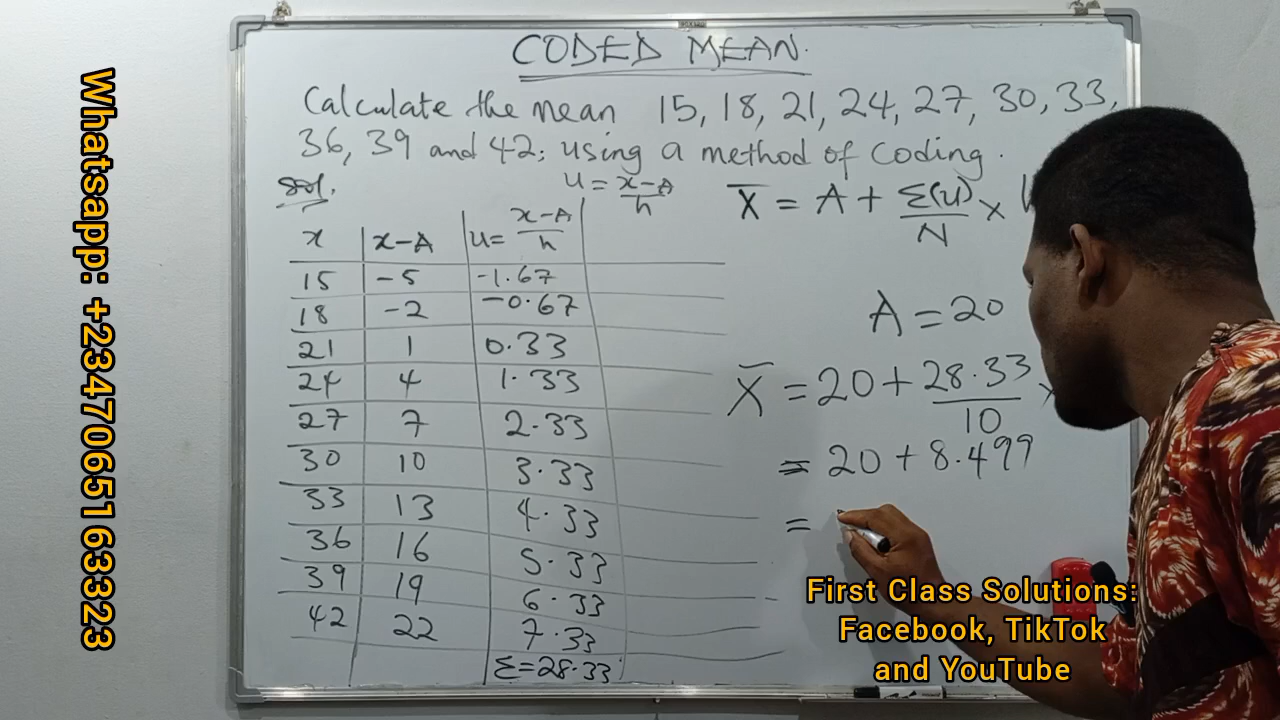 CODED MEAN.
Calculate the mean 15, 18, 21, 24, 27, 30, 33,
36, 39 and 42; using a method of coding.
Sol.
u = x-A/h
X̄ = A + Σ(u)/N ×
x | x-A | u = x-A/h
15 | -5 | -1.67
18 | -2 | -0.67
21 | 1 | 0.33
24 | 4 | 1.33
27 | 7 | 2.33
30 | 10 | 3.33
33 | 13 | 4.33
36 | 16 | 5.33
39 | 19 | 6.33
42 | 22 | 7.33
Σ=28.33
A = 20
X̄ = 20 + 28.33/10 ×
= 20 + 8.499
=
Whatsapp: +2347065163323
First Class Solutions:
Facebook, TikTok
and YouTube